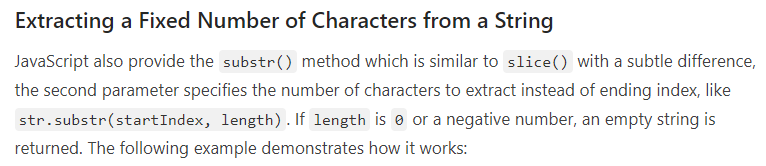 Extracting a Fixed Number of Characters from a String
JavaScript also provide the substr() method which is similar to slice() with a subtle difference,
the second parameter specifies the number of characters to extract instead of ending index, like
str.substr(startIndex, length). If length is 0 or a negative number, an empty string is
returned. The following example demonstrates how it works: